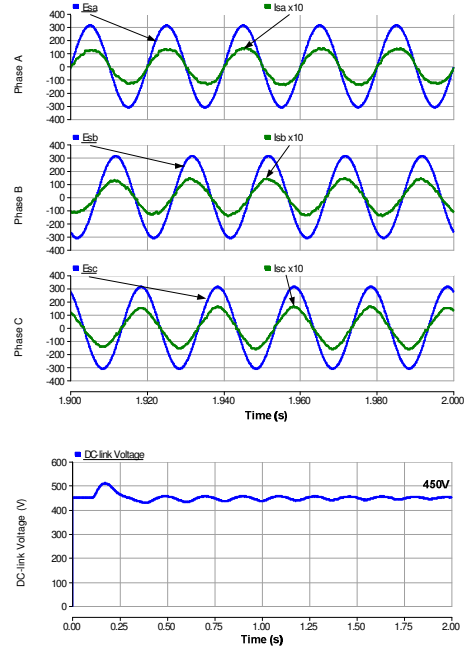 Esa Isa x10
400
300
200
100
0
-100
-200
-300
-400
Phase A
Esb Isb x10
400
300
200
100
0
-100
-200
-300
-400
Phase B
Esc Isc x10
400
300
200
100
0
-100
-200
-300
-400
Phase C
1.900 1.920 1.940 1.960 1.980 2.000
Time (s)
DC-link Voltage
600
500
400
300
200
100
0
DC-link Voltage (V)
450V
0.00 0.25 0.50 0.75 1.00 1.25 1.50 1.75 2.00
Time (s)